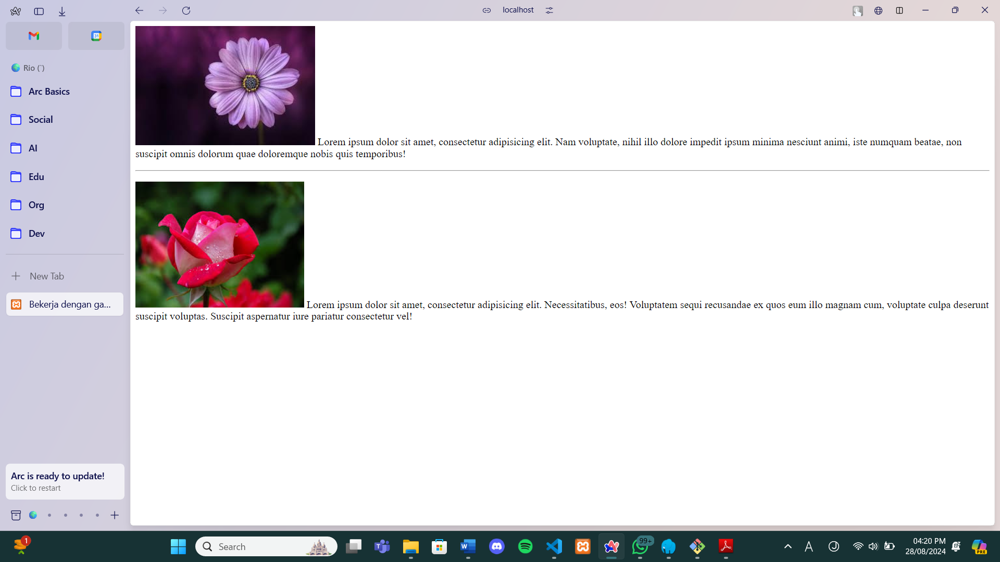 localhost
31
Rio (`)
Arc Basics
Social
AI
Edu
Org
Dev
New Tab
Bekerja dengan ga...
Lorem ipsum dolor sit amet, consectetur adipisicing elit. Nam voluptate, nihil illo dolore impedit ipsum minima nesciunt animi, iste numquam beatae, non
suscipit omnis dolorum quae doloremque nobis quis temporibus!
Lorem ipsum dolor sit amet, consectetur adipisicing elit. Necessitatibus, eos! Voluptatem sequi recusandae ex quos eum illo magnam cum, voluptate culpa deserunt
suscipit voluptas. Suscipit aspernatur iure pariatur consectetur vel!
Arc is ready to update!
Click to restart
1
Search
99+
04:20 PM
28/08/2024
PRE